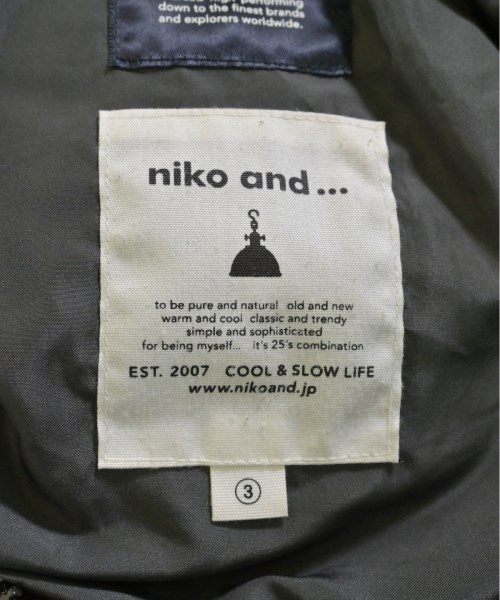 performing
down to the finest brands
and explorers worldwide.
niko and ...
to be pure and natural old and new
warm and cool classic and trendy
simple and sophisticated
for being myself... it's 25's combination
EST. 2007 COOL & SLOW LIFE
www.nikoand.jp
3